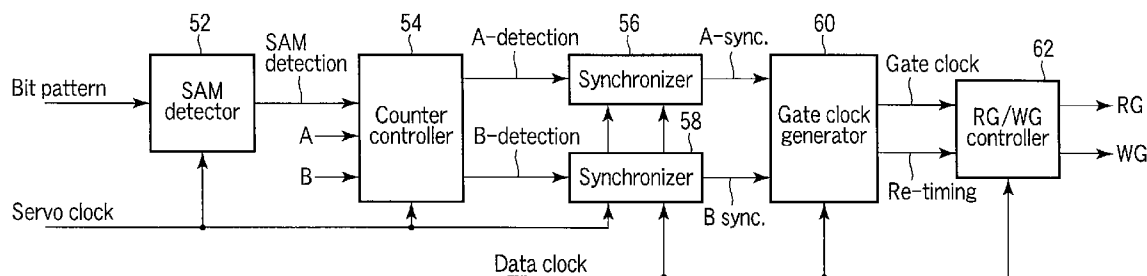 52
SAM
detection
54
A-detection
56
A-sync.
60
Gate clock
62
Bit pattern
SAM
detector
Synchronizer
RG
A
Counter
controller
B-detection
58
Gate clock
generator
RG/WG
controller
B
Synchronizer
WG
B sync.
Re-timing
Servo clock
Data clock